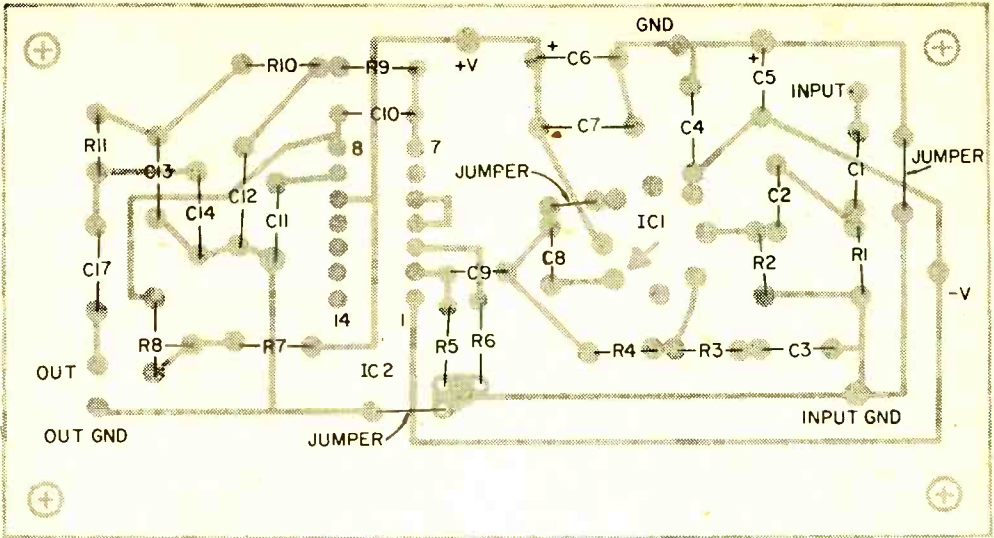 GND
+V
+ C6
+
C5
R10
R9
INPUT
C10
C7
C4
R11
8
7
JUMPER
C13
JUMPER
C1
C12
C2
C14
C11
IC1
C17
C9
C8
R2
R1
-V
14
1
R8
R7
R5
R6
R4
R3
C3
OUT
IC2
OUT GND
JUMPER
INPUT GND